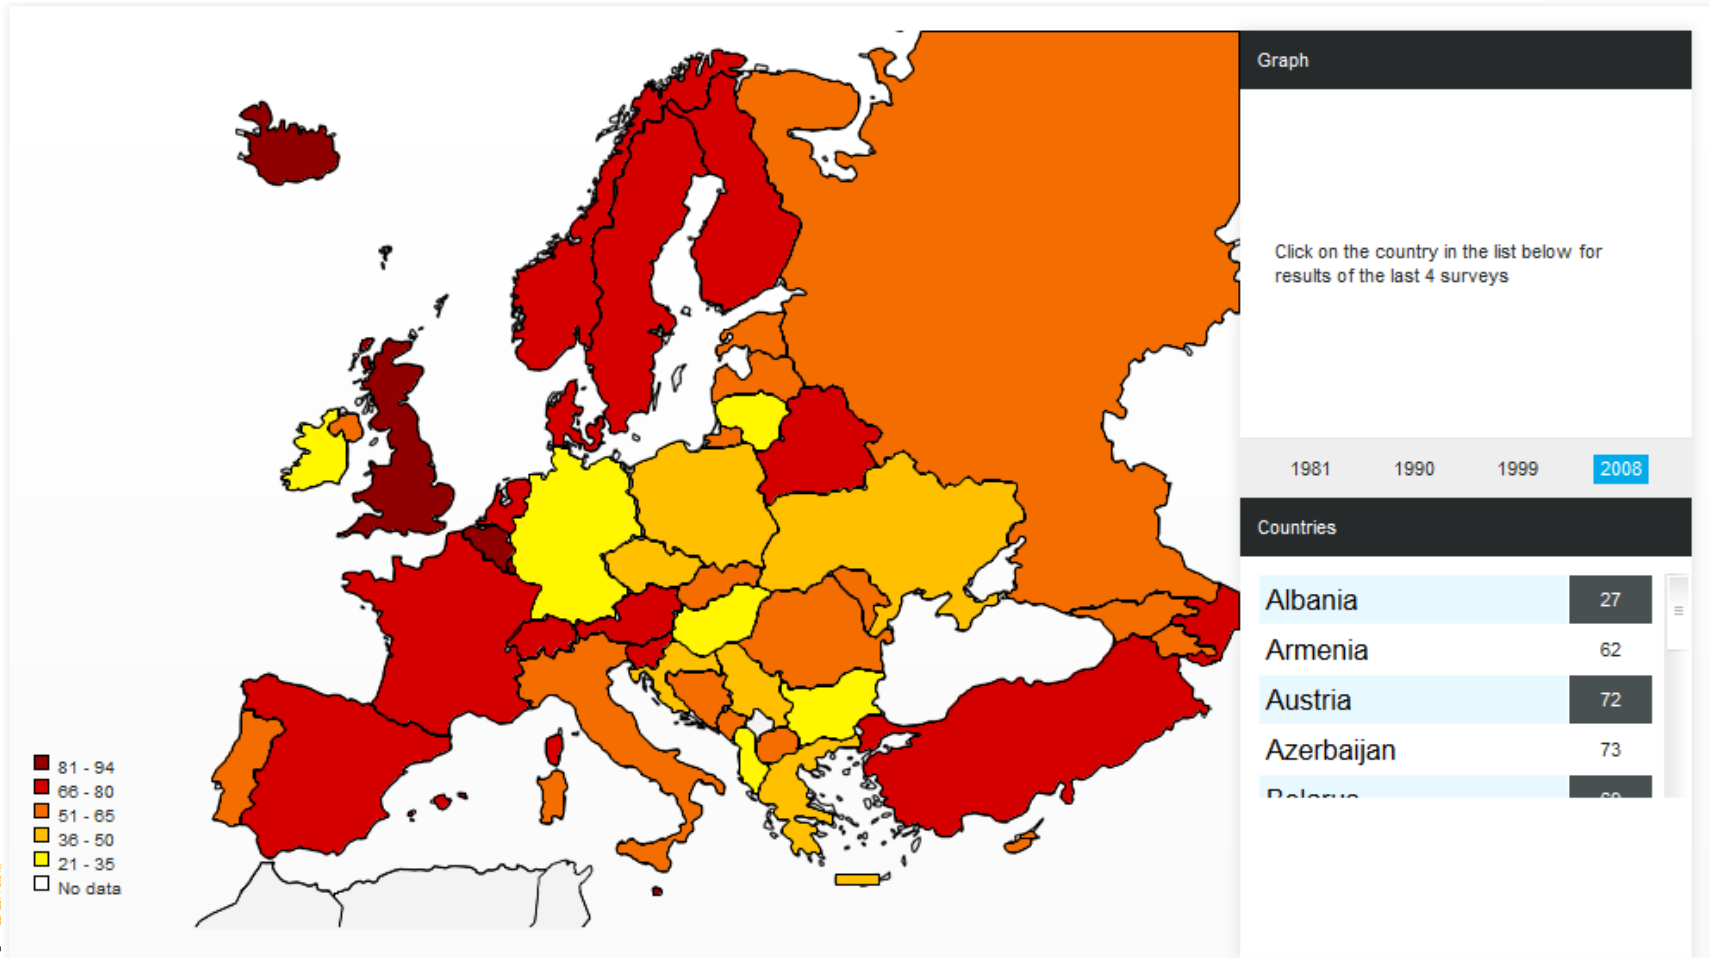 Graph
Click on the country in the list below for
results of the last 4 surveys
1981 1990 1999 2008
Countries
Albania 27
Armenia 62
Austria 72
Azerbaijan 73
Belarus 69
81 - 94
66 - 80
51 - 65
36 - 50
21 - 35
No data